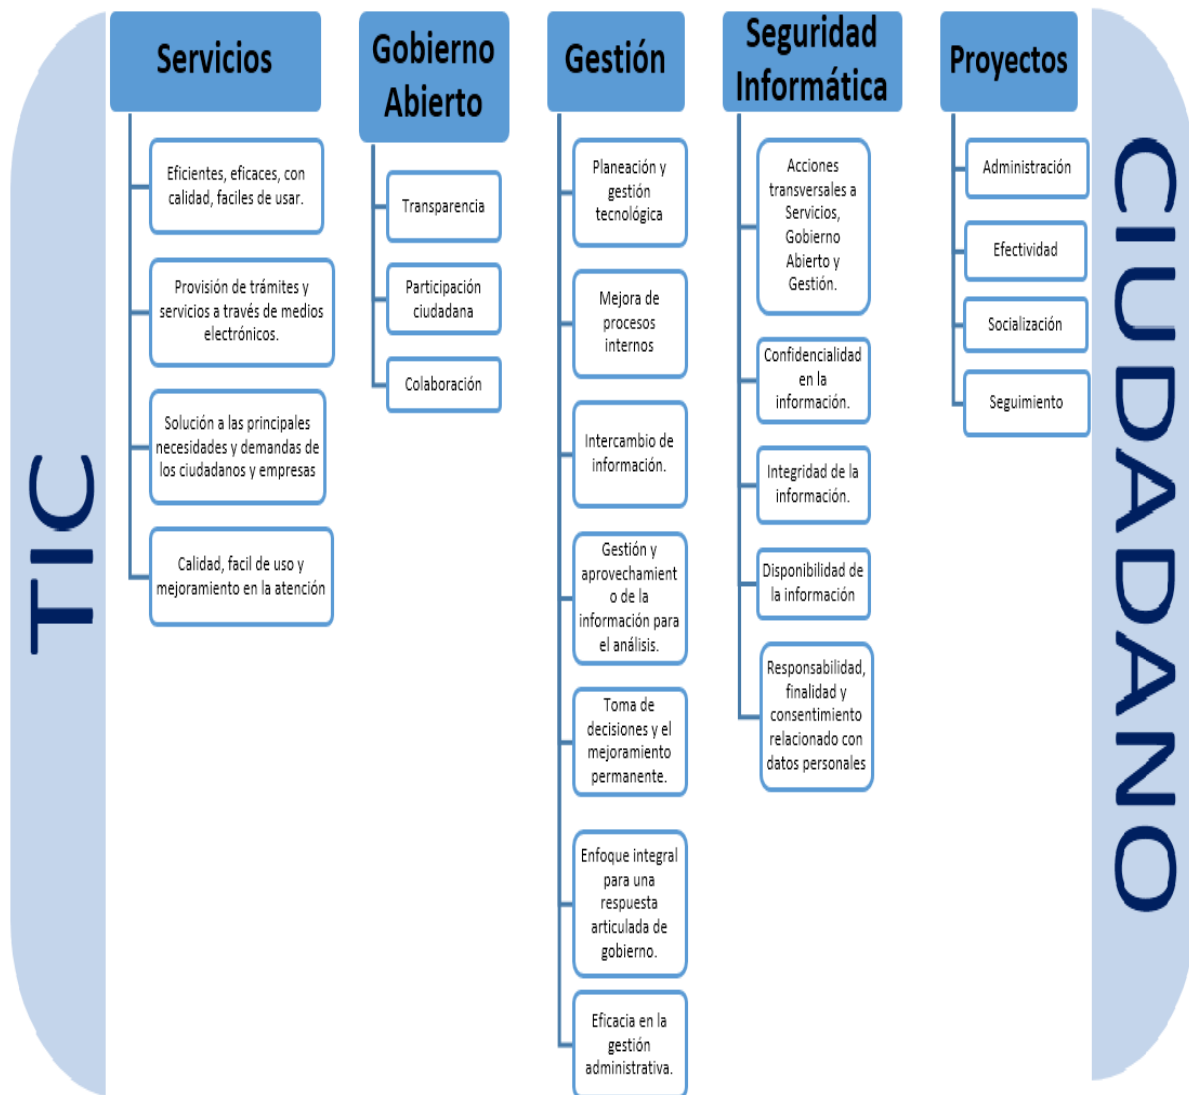 TIC
Servicios
Eficientes, eficaces, con
calidad, faciles de usar.
Provisión de trámites y
servicios a través de medios
electrónicos.
Solución a las principales
necesidades y demandas de
los ciudadanos y empresas
Calidad, facil de uso y
mejoramiento en la atención
Gobierno
Abierto
Transparencia
Participación
ciudadana
Colaboración
Gestión
Planeación y
gestión
tecnológica
Mejora de
procesos
internos
Intercambio de
información.
Gestión y
aprovechamient
o de la
información para
el análisis.
Toma de
decisiones y el
mejoramiento
permanente.
Enfoque integral
para una
respuesta
articulada de
gobierno.
Eficacia en la
gestión
administrativa.
Seguridad
Informática
Acciones
transversales a
Servicios,
Gobierno
Abierto y
Gestión.
Confidencialidad
en la
información.
Integridad de la
información.
Disponibilidad de
la información
Responsabilidad,
finalidad y
consentimiento
relacionado con
datos personales
Proyectos
Administración
Efectividad
Socialización
Seguimiento
CIUDADANO